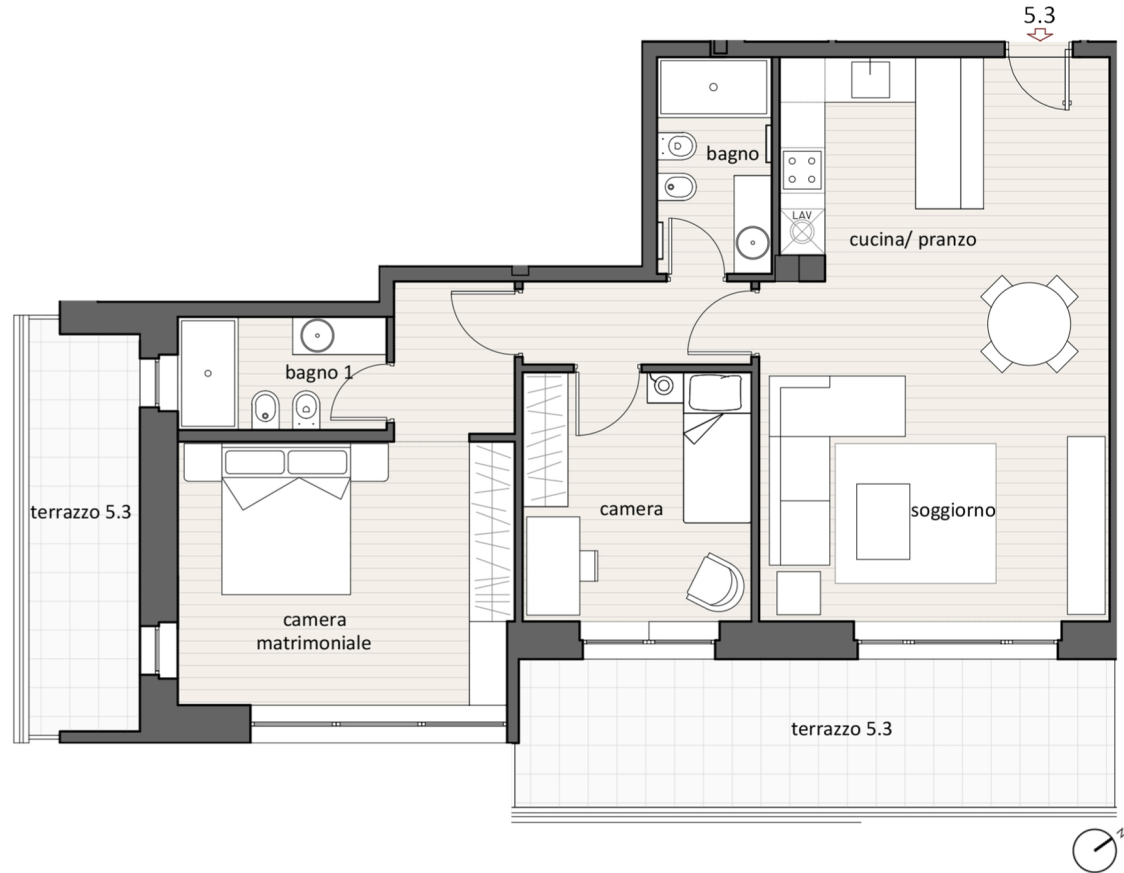 5.3
bagno
LAV
cucina/ pranzo
bagno 1
terrazzo 5.3
camera
soggiorno
camera
matrimoniale
terrazzo 5.3
N